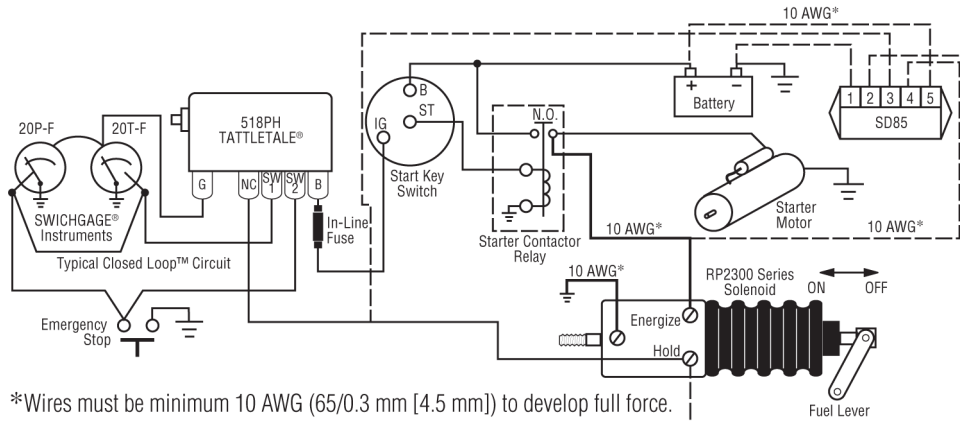 10 AWG*
B
ST
IG
Start Key
Switch
518PH
TATTLETALE®
G
NC
SW
1
SW
2
B
20P-F
20T-F
SWICHGAGE®
Instruments
Typical Closed Loop™ Circuit
In-Line
Fuse
Emergency
Stop
N.O.
Starter Contactor
Relay
+
−
Battery
1
2
3
4
5
SD85
Starter
Motor
10 AWG*
10 AWG*
10 AWG*
RP2300 Series
Solenoid
ON
OFF
Energize
Hold
Fuel Lever
*Wires must be minimum 10 AWG (65/0.3 mm [4.5 mm]) to develop full force.